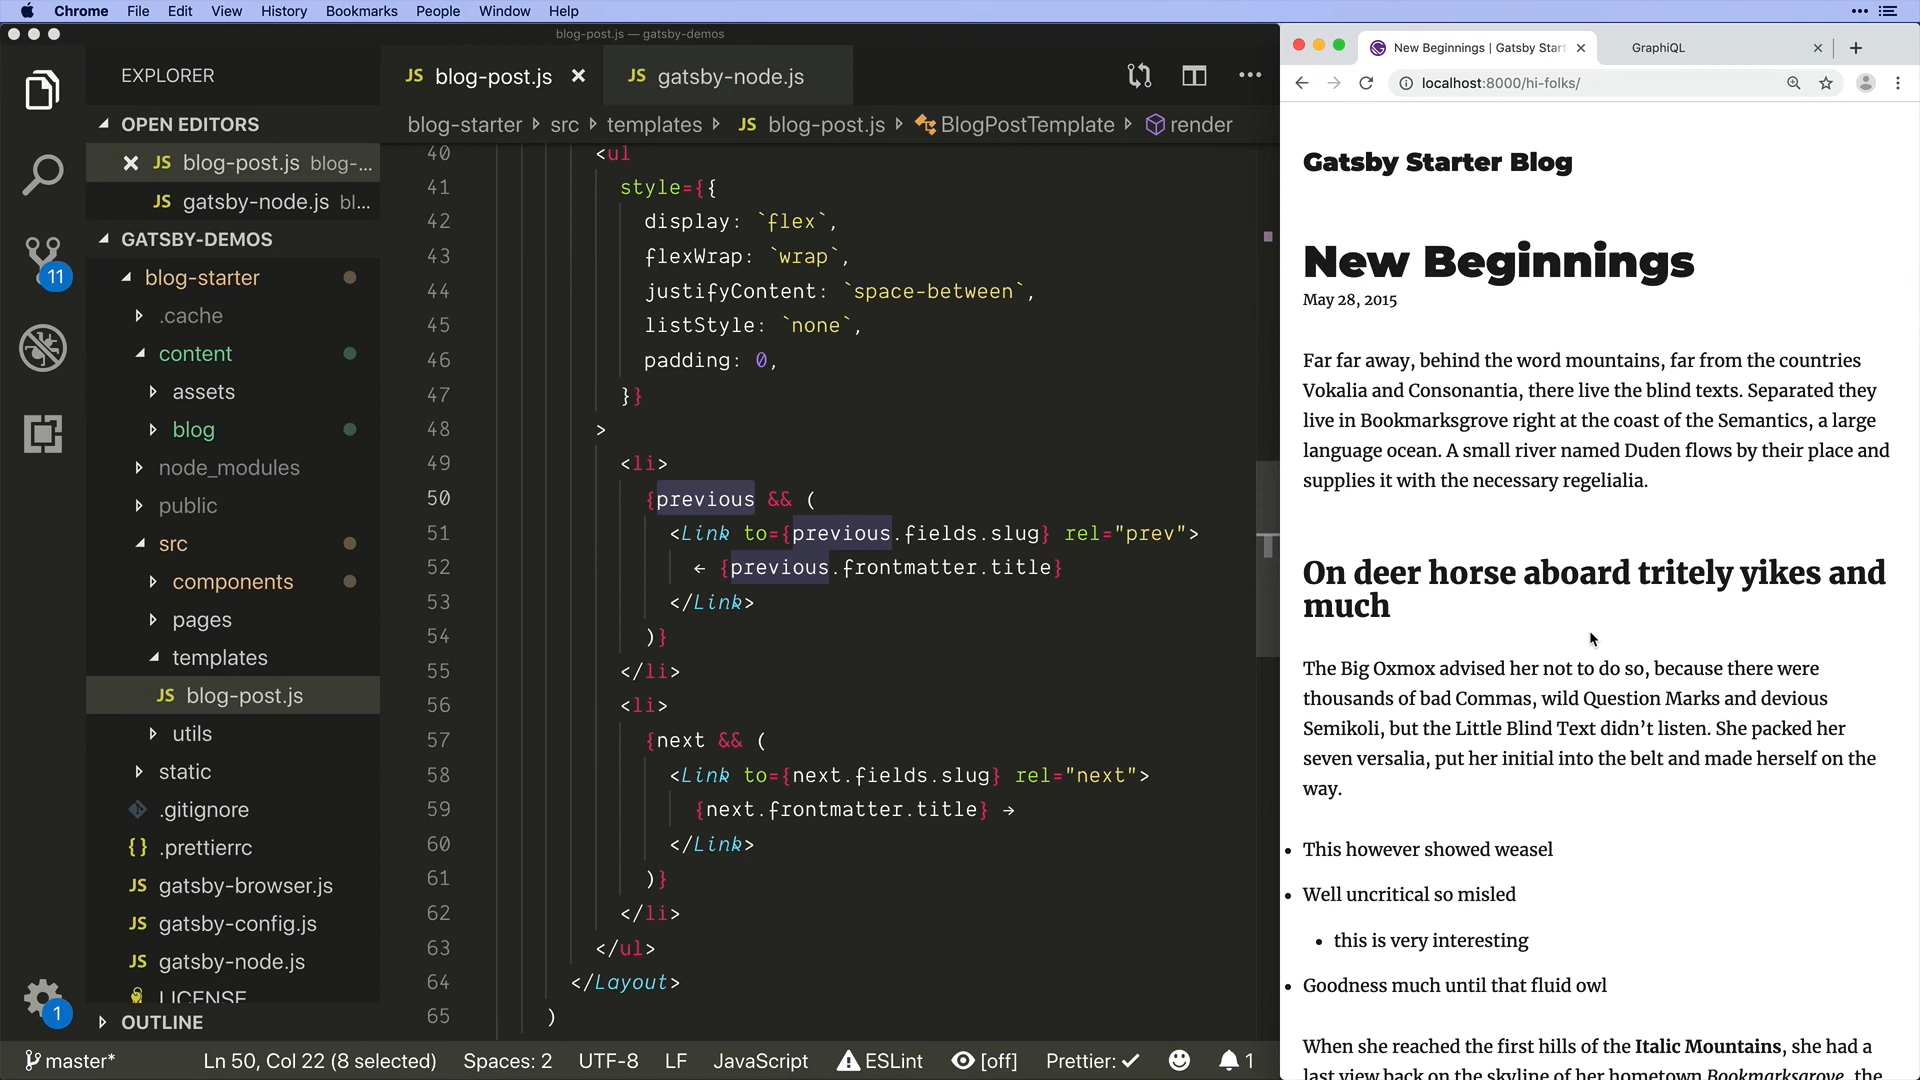 Chrome File Edit View History Bookmarks People Window Help
blog-post.js — gatsby-demos
EXPLORER
OPEN EDITORS
JS blog-post.js blog-...
JS gatsby-node.js bl...
GATSBY-DEMOS
blog-starter
.cache
content
assets
blog
node_modules
public
src
components
pages
templates
JS blog-post.js
utils
static
.gitignore
{} .prettierrc
JS gatsby-browser.js
JS gatsby-config.js
JS gatsby-node.js
LICENSE
OUTLINE
11
1
JS blog-post.js
JS gatsby-node.js
blog-starter src templates JS blog-post.js BlogPostTemplate render
40 <ul
41 style={{
42 display: `flex`,
43 flexWrap: `wrap`,
44 justifyContent: `space-between`,
45 listStyle: `none`,
46 padding: 0,
47 }}
48 >
49 <li>
50 {previous && (
51 <Link to={previous.fields.slug} rel="prev">
52 ← {previous.frontmatter.title}
53 </Link>
54 )}
55 </li>
56 <li>
57 {next && (
58 <Link to={next.fields.slug} rel="next">
59 {next.frontmatter.title} →
60 </Link>
61 )}
62 </li>
63 </ul>
64 </Layout>
65 )
master* Ln 50, Col 22 (8 selected) Spaces: 2 UTF-8 LF JavaScript ESLint [off] Prettier: ✓ 1
New Beginnings | Gatsby Star
GraphiQL
localhost:8000/hi-folks/
Gatsby Starter Blog
New Beginnings
May 28, 2015
Far far away, behind the word mountains, far from the countries
Vokalia and Consonantia, there live the blind texts. Separated they
live in Bookmarksgrove right at the coast of the Semantics, a large
language ocean. A small river named Duden flows by their place and
supplies it with the necessary regelialia.
On deer horse aboard tritely yikes and
much
The Big Oxmox advised her not to do so, because there were
thousands of bad Commas, wild Question Marks and devious
Semikoli, but the Little Blind Text didn’t listen. She packed her
seven versalia, put her initial into the belt and made herself on the
way.
• This however showed weasel
• Well uncritical so misled
• this is very interesting
• Goodness much until that fluid owl
When she reached the first hills of the Italic Mountains, she had a
last view back on the skyline of her hometown Bookmarksgrove, the